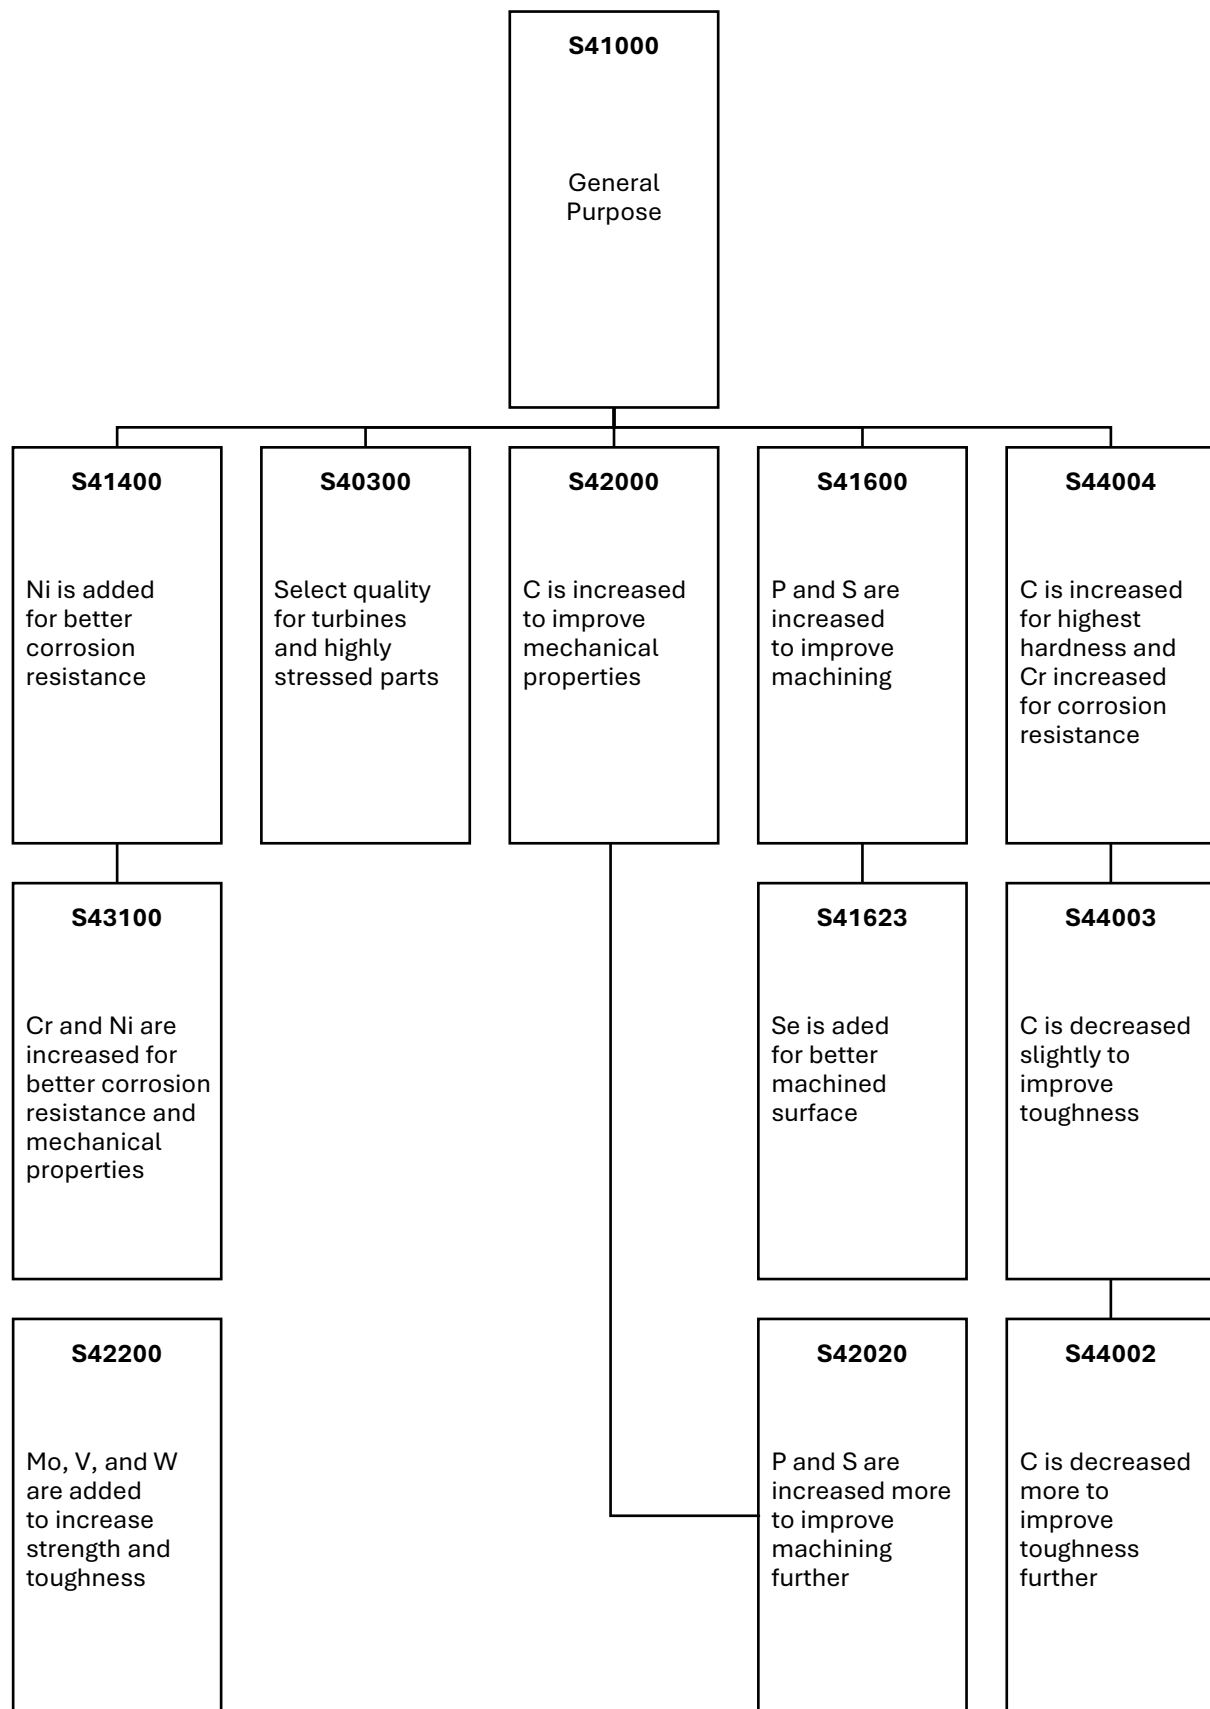 S41000
General
Purpose
S41400
Ni is added
for better
corrosion
resistance
S40300
Select quality
for turbines
and highly
stressed parts
S42000
C is increased
to improve
mechanical
properties
S41600
P and S are
increased
to improve
machining
S44004
C is increased
for highest
hardness and
Cr increased
for corrosion
resistance
S43100
Cr and Ni are
increased for
better corrosion
resistance and
mechanical
properties
S41623
Se is aded
for better
machined
surface
S44003
C is decreased
slightly to
improve
toughness
S42200
Mo, V, and W
are added
to increase
strength and
toughness
S42020
P and S are
increased more
to improve
machining
further
S44002
C is decreased
more to
improve
toughness
further